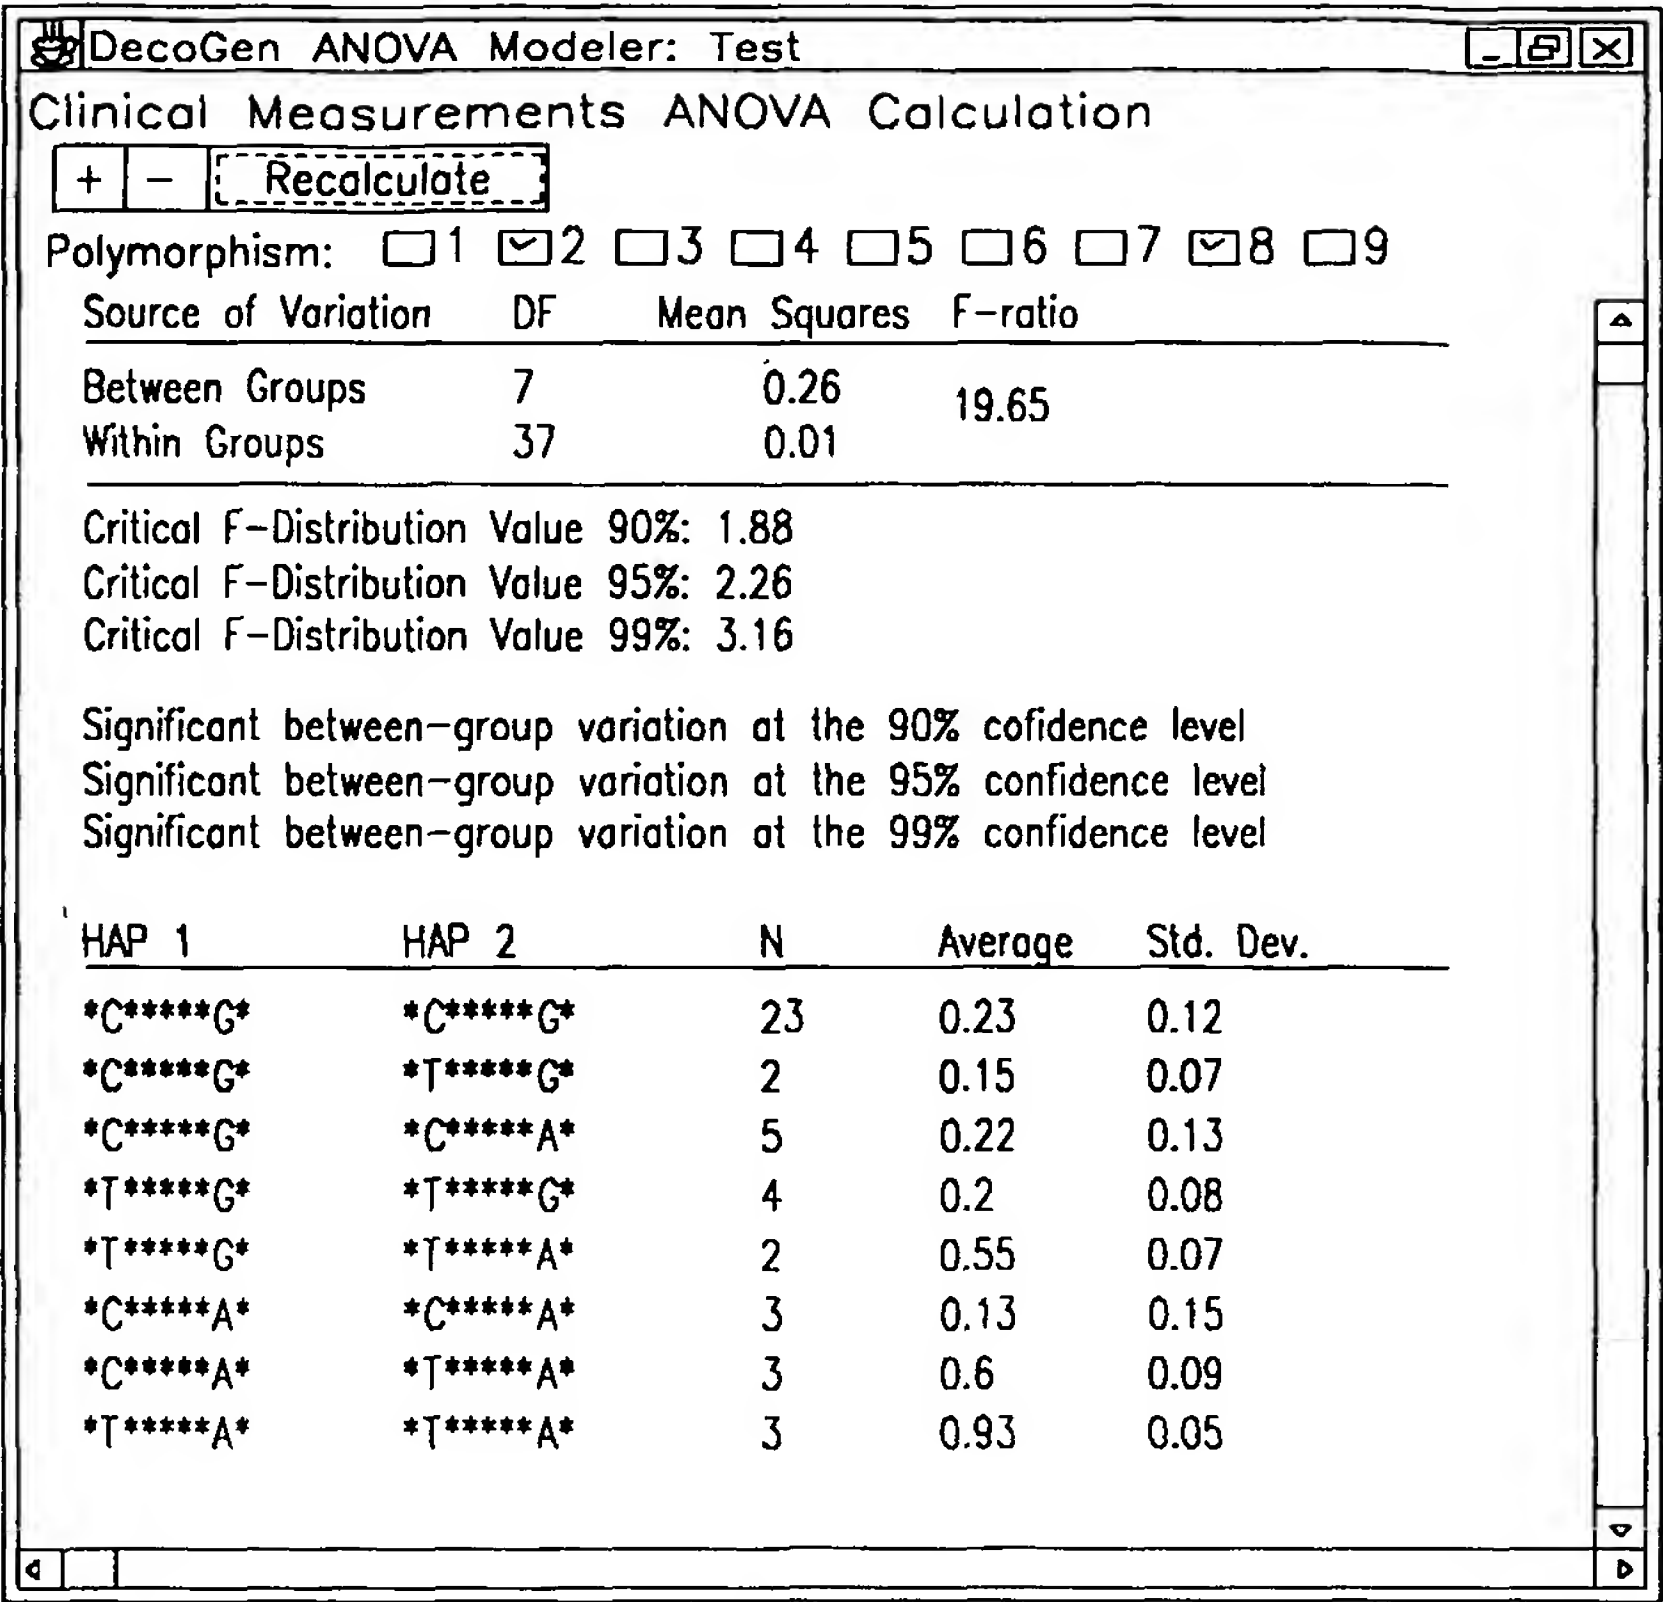 DecoGen ANOVA Modeler: Test
Clinical Measurements ANOVA Calculation
+ − Recalculate
Polymorphism: 1 2 3 4 5 6 7 8 9
Source of Variation DF Mean Squares F-ratio
Between Groups 7 0.26 19.65
Within Groups 37 0.01
Critical F-Distribution Value 90%: 1.88
Critical F-Distribution Value 95%: 2.26
Critical F-Distribution Value 99%: 3.16
Significant between-group variation at the 90% cofidence level
Significant between-group variation at the 95% confidence level
Significant between-group variation at the 99% confidence level
HAP 1 HAP 2 N Average Std. Dev.
*C*****G* *C*****G* 23 0.23 0.12
*C*****G* *T*****G* 2 0.15 0.07
*C*****G* *C*****A* 5 0.22 0.13
*T*****G* *T*****G* 4 0.2 0.08
*T*****G* *T*****A* 2 0.55 0.07
*C*****A* *C*****A* 3 0.13 0.15
*C*****A* *T*****A* 3 0.6 0.09
*T*****A* *T*****A* 3 0.93 0.05